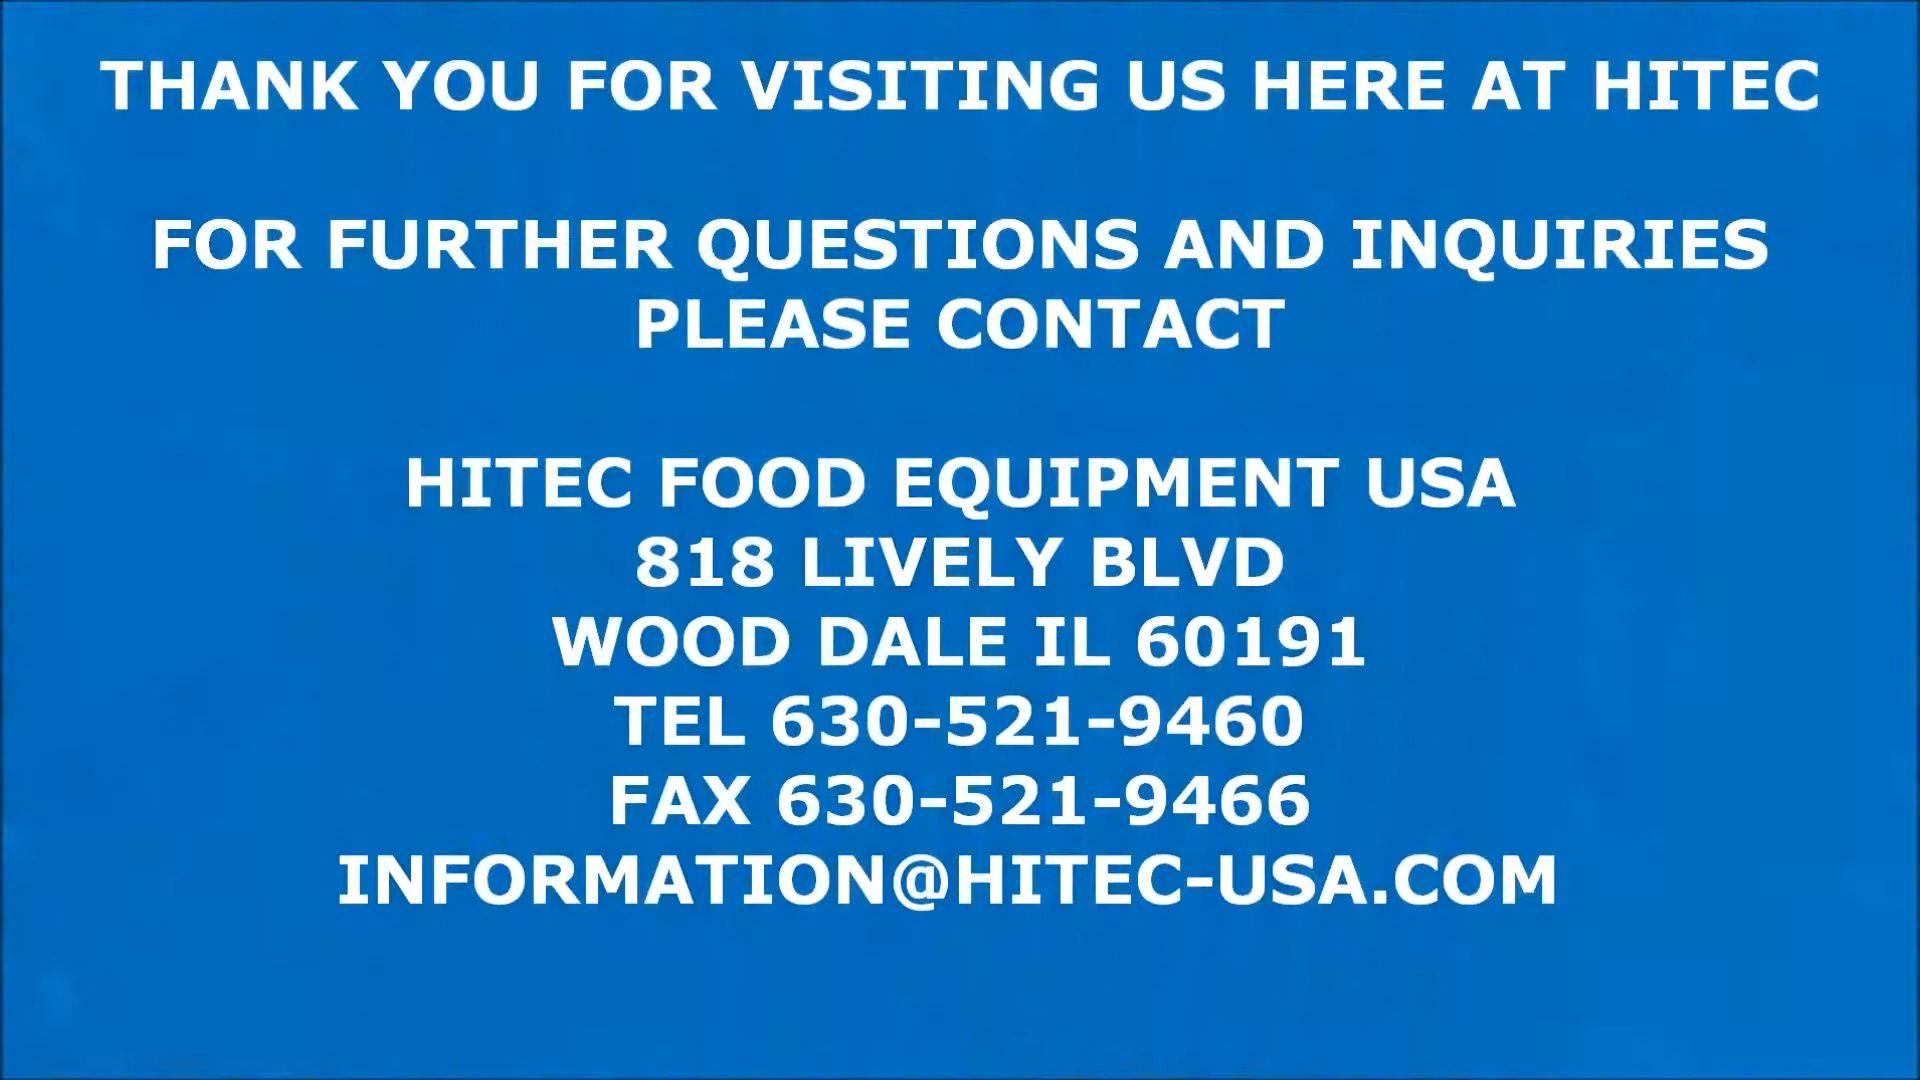 THANK YOU FOR VISITING US HERE AT HITEC
FOR FURTHER QUESTIONS AND INQUIRIES
PLEASE CONTACT
HITEC FOOD EQUIPMENT USA
818 LIVELY BLVD
WOOD DALE IL 60191
TEL 630-521-9460
FAX 630-521-9466
INFORMATION@HITEC-USA.COM